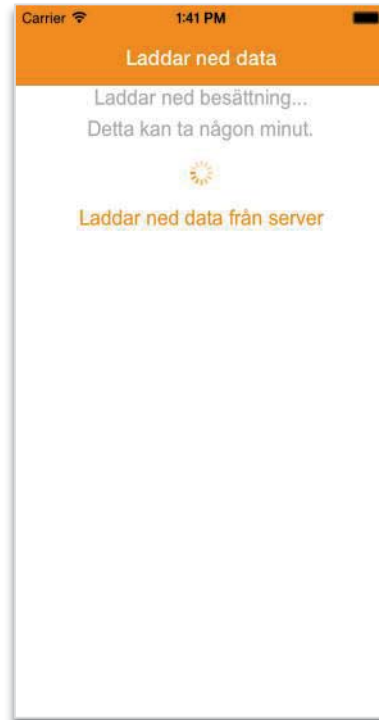 Carrier 1:41 PM
Laddar ned data
Laddar ned besättning...
Detta kan ta någon minut.
Laddar ned data från server